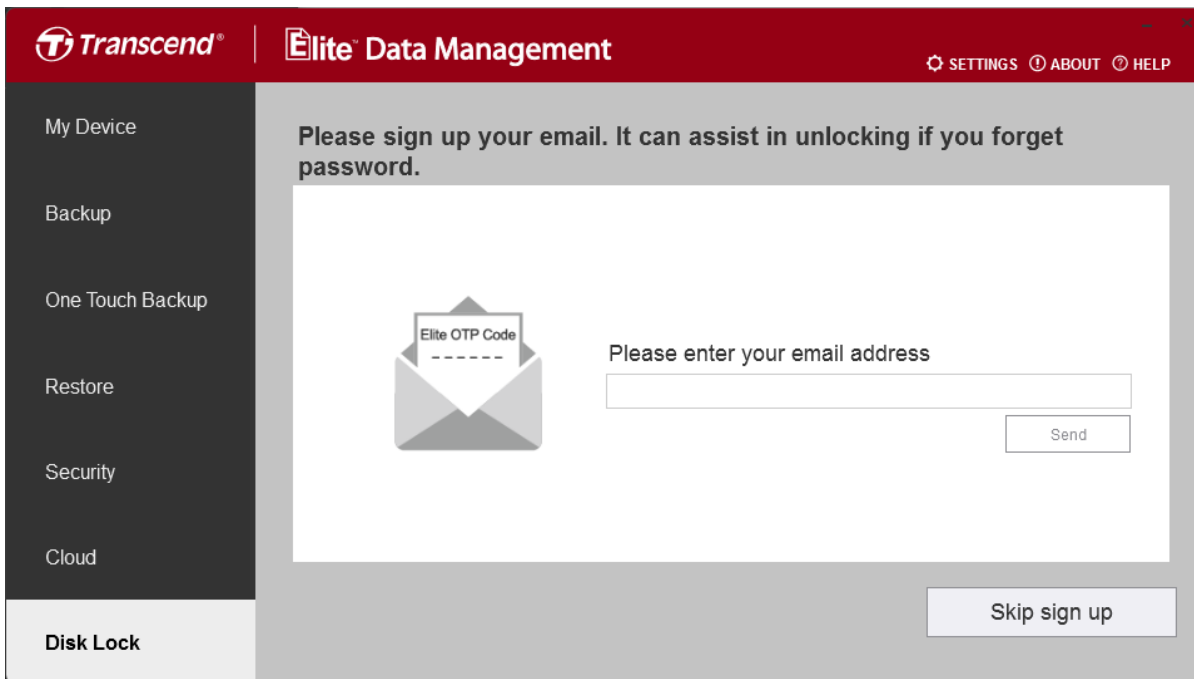 Transcend®
Elite™ Data Management
SETTINGS ABOUT HELP
My Device
Backup
One Touch Backup
Restore
Security
Cloud
Disk Lock
Please sign up your email. It can assist in unlocking if you forget
password.
Elite OTP Code
Please enter your email address
Send
Skip sign up